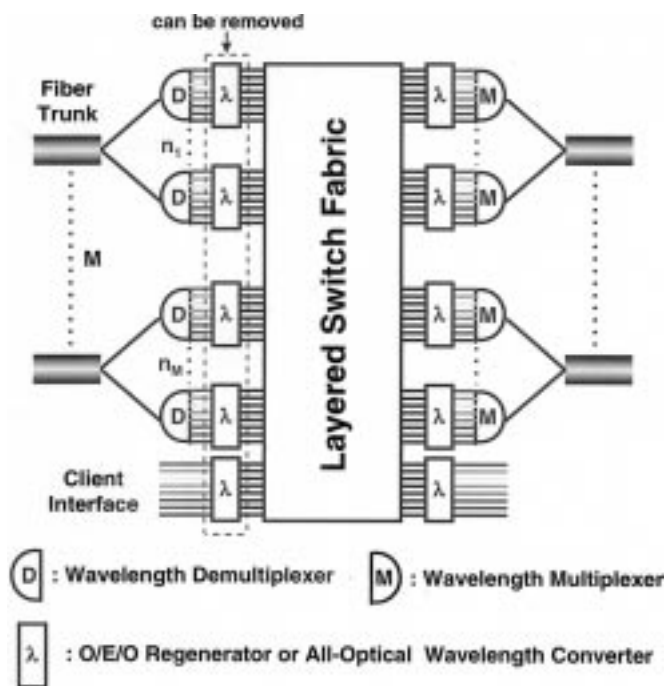 can be removed
Fiber
Trunk
D
λ
λ
M
n1
D
λ
λ
M
M
Layered Switch Fabric
D
λ
λ
M
nM
D
λ
λ
M
Client
Interface
λ
λ
D : Wavelength Demultiplexer
M : Wavelength Multiplexer
λ : O/E/O Regenerator or All-Optical Wavelength Converter